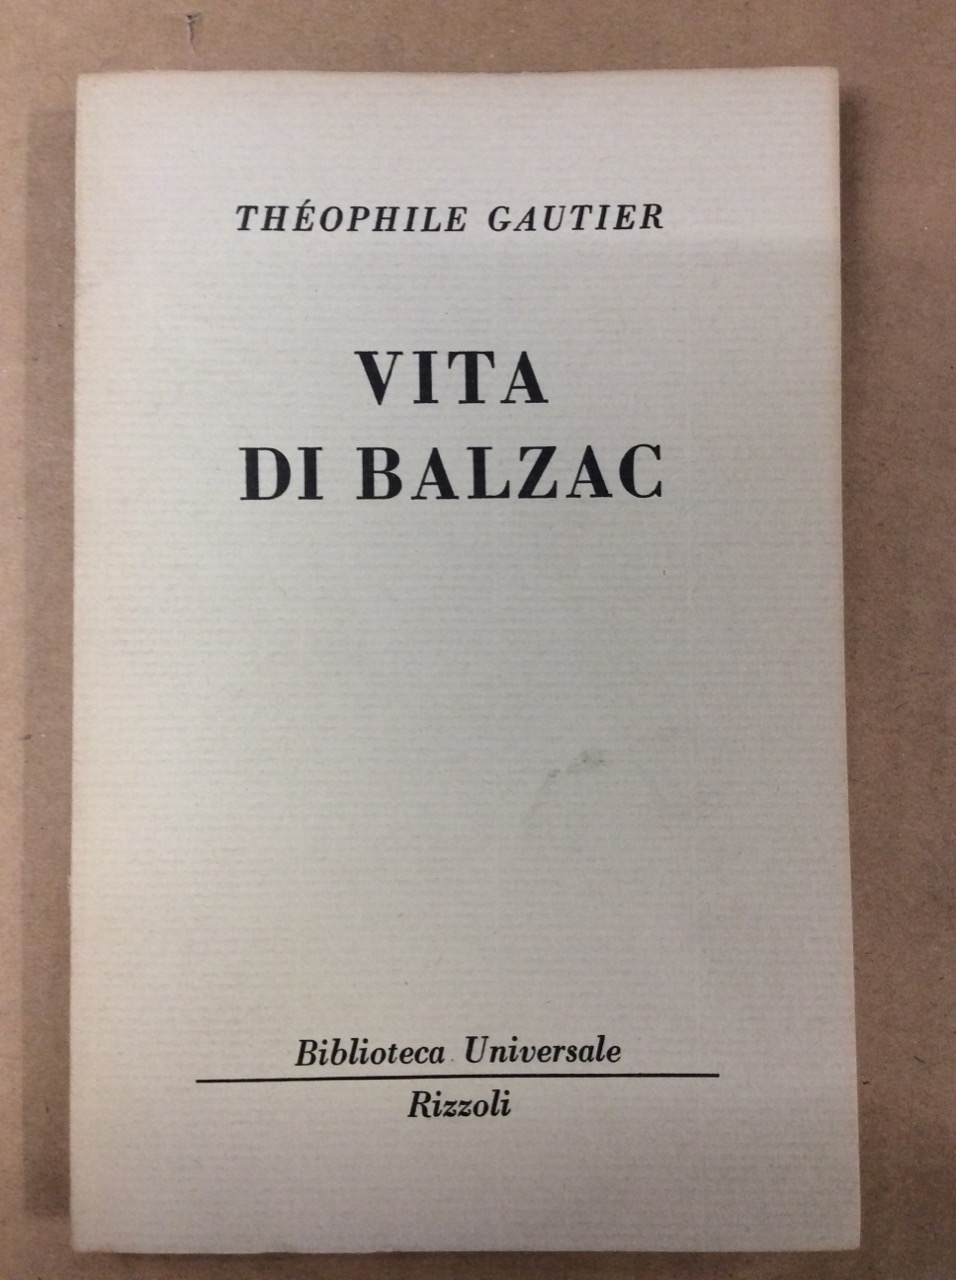 THÉOPHILE GAUTIER
VITA
DI BALZAC
Biblioteca Universale
Rizzoli